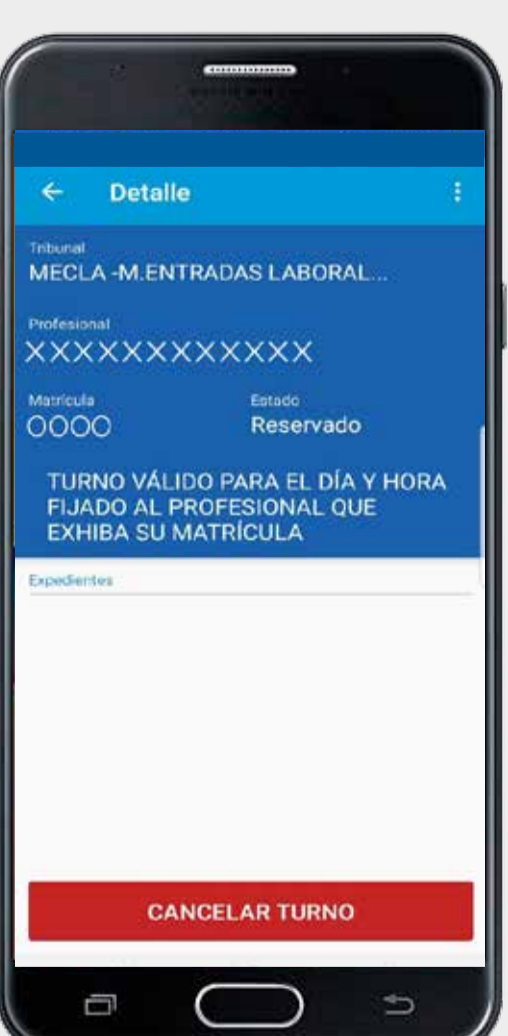 Detalle
Tribunal
MECLA -M.ENTRADAS LABORAL...
Profesional
XXXXXXXXXXXX
Matrícula
Estado
OOOO
Reservado
TURNO VÁLIDO PARA EL DÍA Y HORA
FIJADO AL PROFESIONAL QUE
EXHIBA SU MATRÍCULA
Expedientes
CANCELAR TURNO